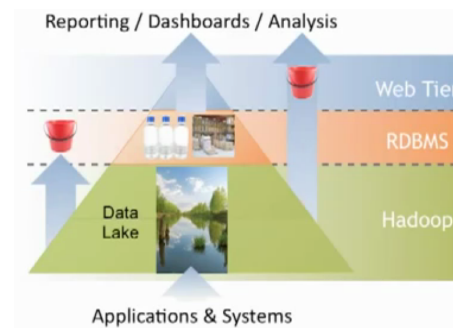 Reporting / Dashboards / Analysis
Web Tier
RDBMS
Data
Lake
Hadoop
Applications & Systems